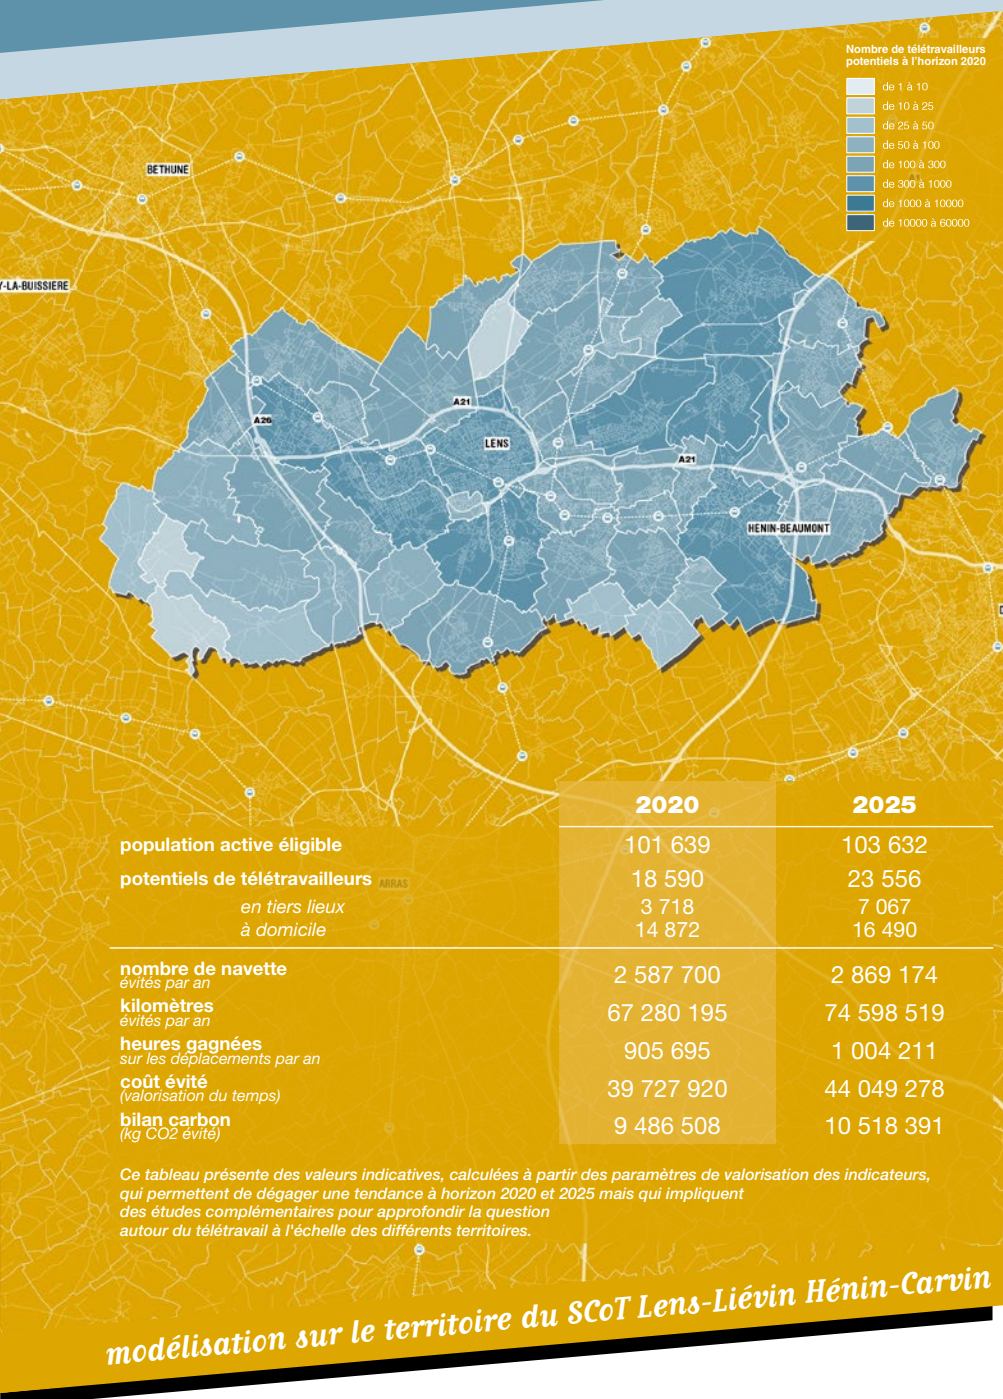 Nombre de télétravailleurs
potentiels à l'horizon 2020
de 1 à 10
de 10 à 25
de 25 à 50
de 50 à 100
de 100 à 300
de 300 à 1000
de 1000 à 10000
de 10000 à 60000
A1
BETHUNE
Y-LA-BUISSIERE
A21
A26
LENS
A21
HENIN-BEAUMONT
2020 2025
population active éligible 101 639 103 632
potentiels de télétravailleurs 18 590 23 556
ARRAS
en tiers lieux 3 718 7 067
à domicile 14 872 16 490
nombre de navette 2 587 700 2 869 174
évités par an
kilomètres 67 280 195 74 598 519
évités par an
heures gagnées 905 695 1 004 211
sur les déplacements par an
coût évité 39 727 920 44 049 278
(valorisation du temps)
bilan carbon 9 486 508 10 518 391
(kg CO2 évité)
Ce tableau présente des valeurs indicatives, calculées à partir des paramètres de valorisation des indicateurs,
qui permettent de dégager une tendance à horizon 2020 et 2025 mais qui impliquent
des études complémentaires pour approfondir la question
autour du télétravail à l'échelle des différents territoires.
modélisation sur le territoire du SCoT Lens-Liévin Hénin-Carvin